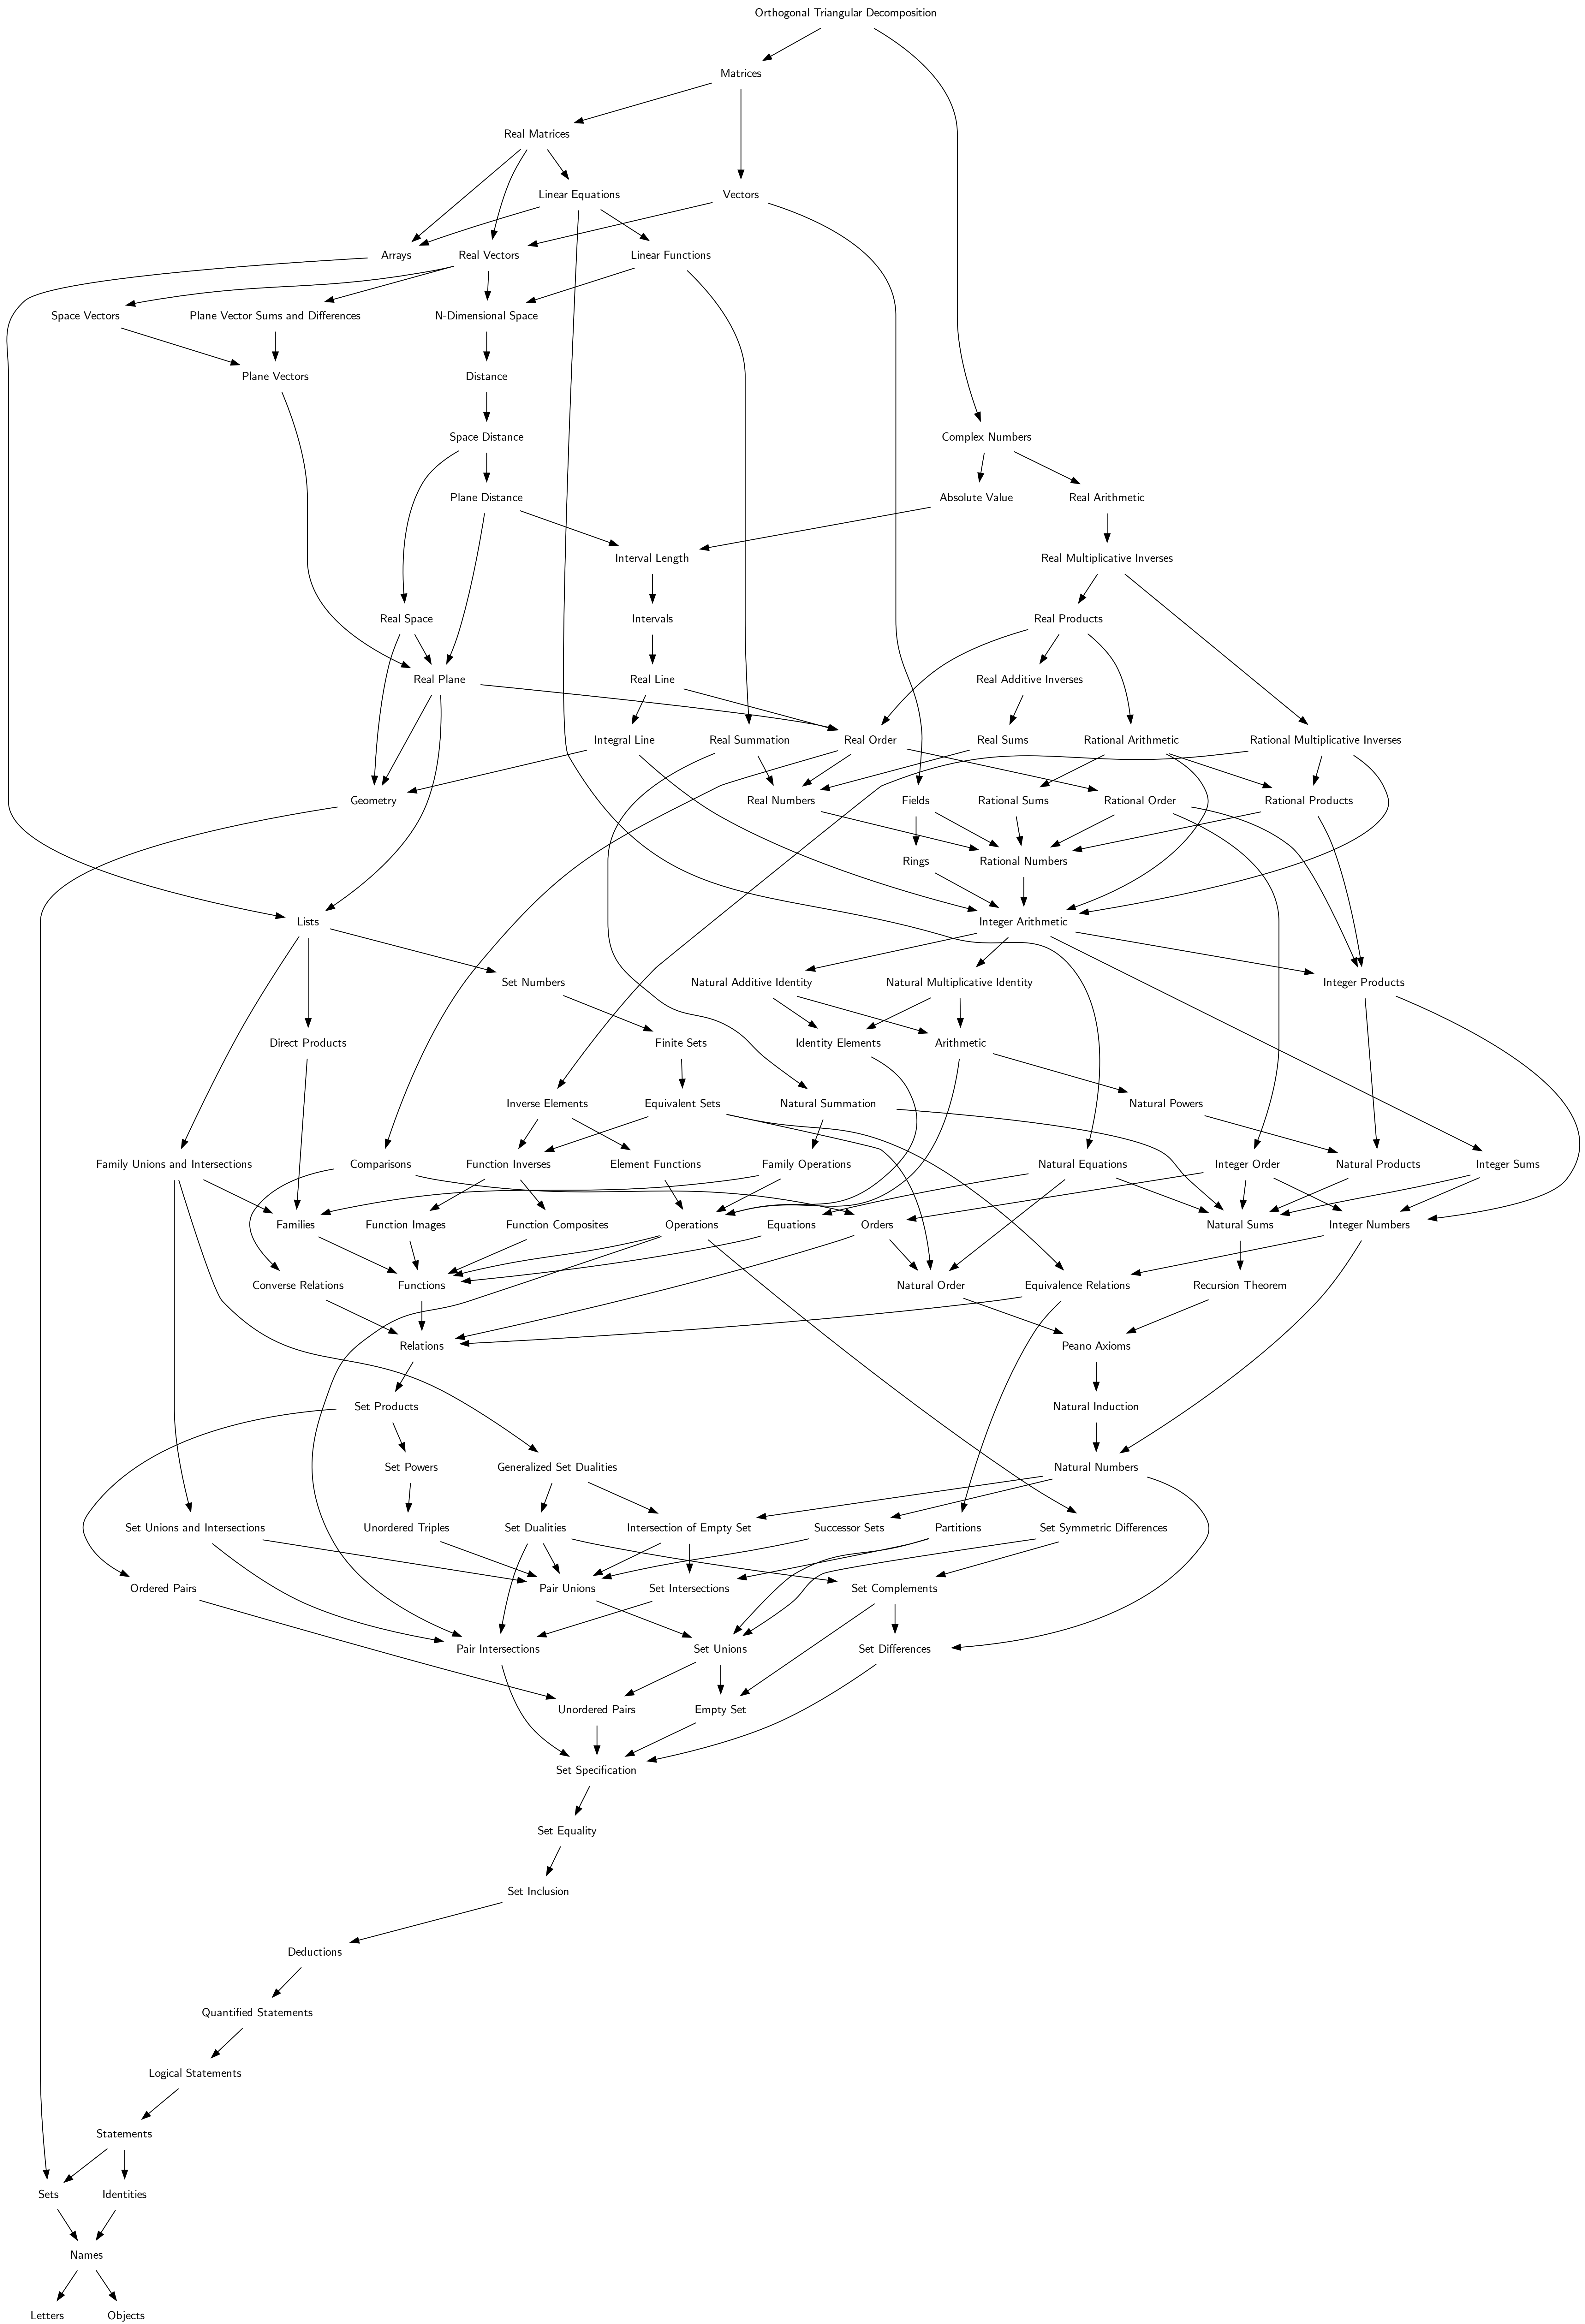 Orthogonal Triangular Decomposition
Matrices
Real Matrices
Linear Equations
Vectors
Arrays
Real Vectors
Linear Functions
Space Vectors
Plane Vector Sums and Differences
N-Dimensional Space
Plane Vectors
Distance
Space Distance
Complex Numbers
Plane Distance
Absolute Value
Real Arithmetic
Interval Length
Real Multiplicative Inverses
Real Space
Intervals
Real Products
Real Plane
Real Line
Real Additive Inverses
Integral Line
Real Summation
Real Order
Real Sums
Rational Arithmetic
Rational Multiplicative Inverses
Geometry
Real Numbers
Fields
Rational Sums
Rational Order
Rational Products
Rings
Rational Numbers
Lists
Integer Arithmetic
Set Numbers
Natural Additive Identity
Natural Multiplicative Identity
Integer Products
Direct Products
Finite Sets
Identity Elements
Arithmetic
Inverse Elements
Equivalent Sets
Natural Summation
Natural Powers
Family Unions and Intersections
Comparisons
Function Inverses
Element Functions
Family Operations
Natural Equations
Integer Order
Natural Products
Integer Sums
Families
Function Images
Function Composites
Operations
Equations
Orders
Natural Sums
Integer Numbers
Converse Relations
Functions
Natural Order
Equivalence Relations
Recursion Theorem
Relations
Peano Axioms
Set Products
Natural Induction
Set Powers
Generalized Set Dualities
Natural Numbers
Set Unions and Intersections
Unordered Triples
Set Dualities
Intersection of Empty Set
Successor Sets
Partitions
Set Symmetric Differences
Ordered Pairs
Pair Unions
Set Intersections
Set Complements
Pair Intersections
Set Unions
Set Differences
Unordered Pairs
Empty Set
Set Specification
Set Equality
Set Inclusion
Deductions
Quantified Statements
Logical Statements
Statements
Sets
Identities
Names
Letters
Objects